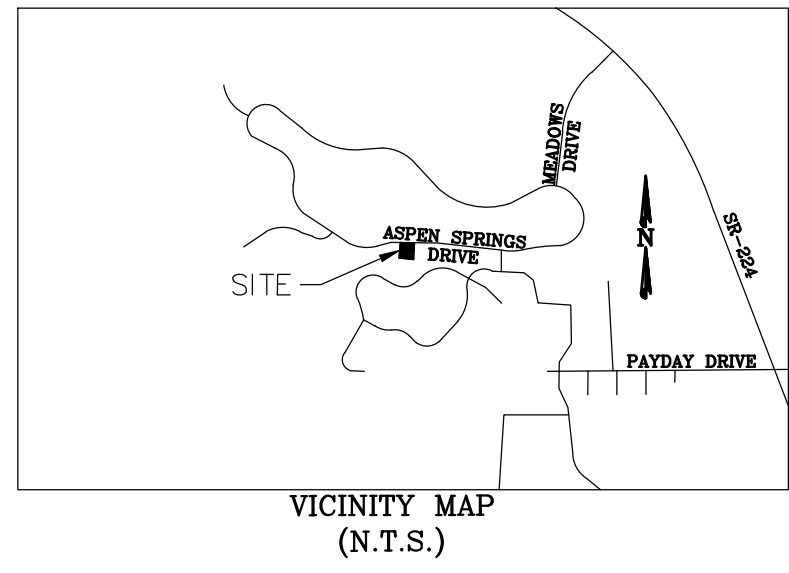 MEADOWS
DRIVE
ASPEN SPRINGS
DRIVE
SR-224
N
SITE
PAYDAY DRIVE
VICINITY MAP
(N.T.S.)